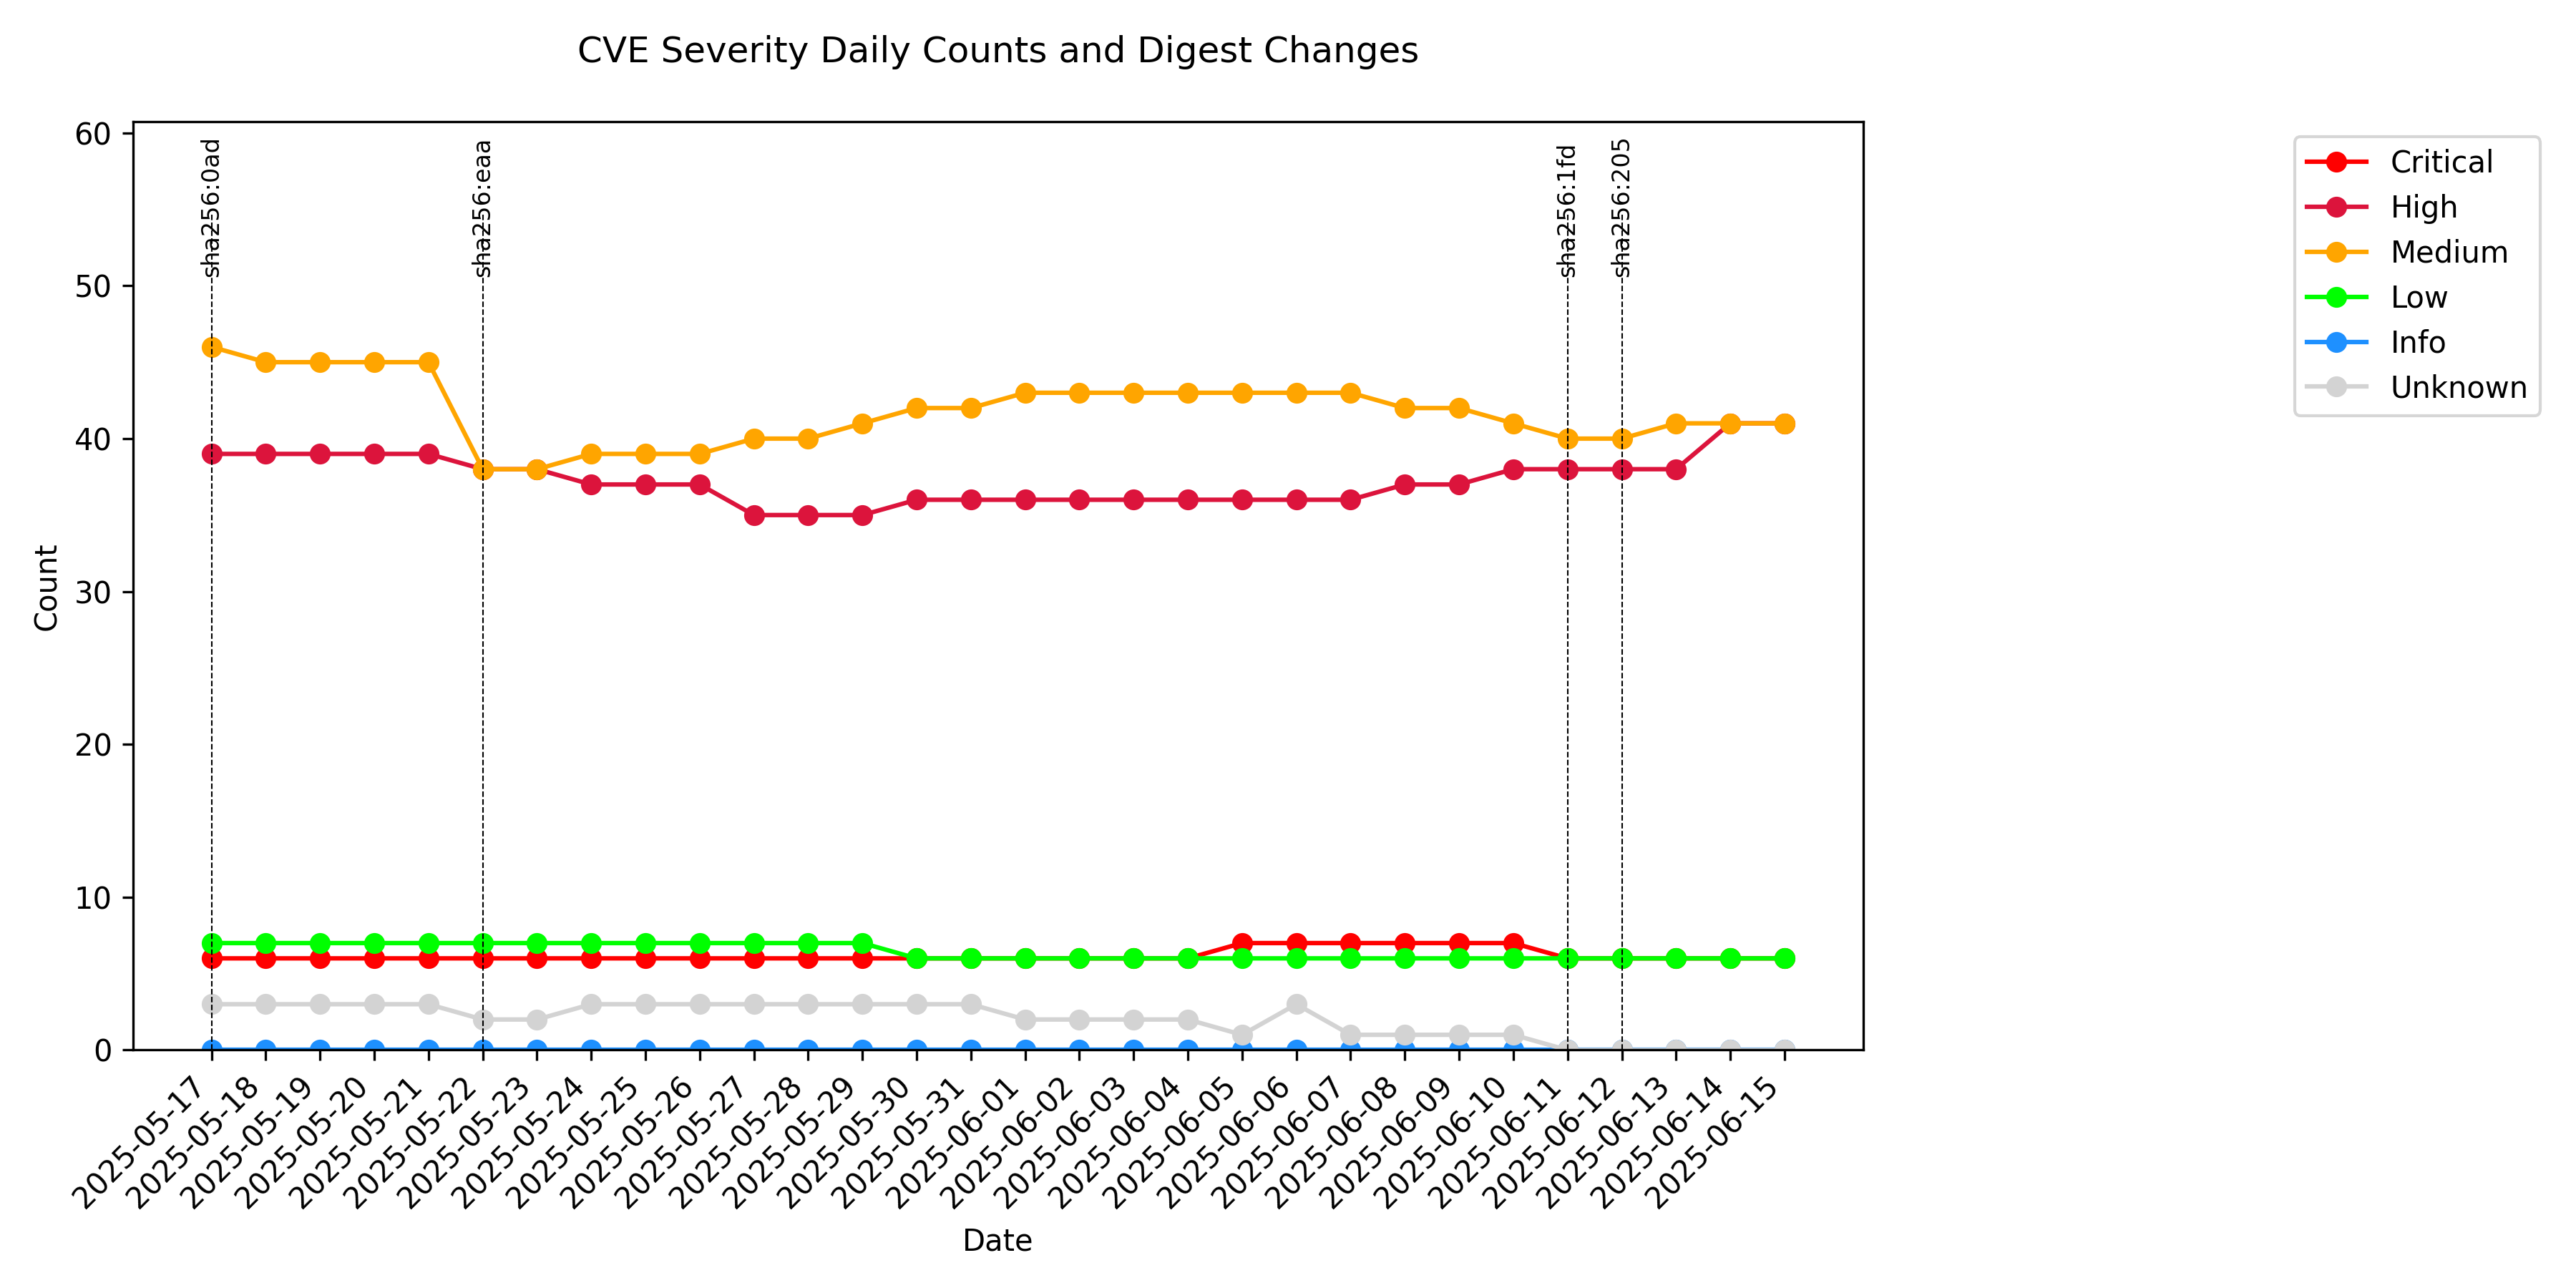 CVE Severity Daily Counts and Digest Changes
60
50
40
30
20
10
0
Count
sha256:0ad
sha256:eaa
sha256:1fd
sha256:205
Critical
High
Medium
Low
Info
Unknown
2025-05-17
2025-05-18
2025-05-19
2025-05-20
2025-05-21
2025-05-22
2025-05-23
2025-05-24
2025-05-25
2025-05-26
2025-05-27
2025-05-28
2025-05-29
2025-05-30
2025-05-31
2025-06-01
2025-06-02
2025-06-03
2025-06-04
2025-06-05
2025-06-06
2025-06-07
2025-06-08
2025-06-09
2025-06-10
2025-06-11
2025-06-12
2025-06-13
2025-06-14
2025-06-15
Date